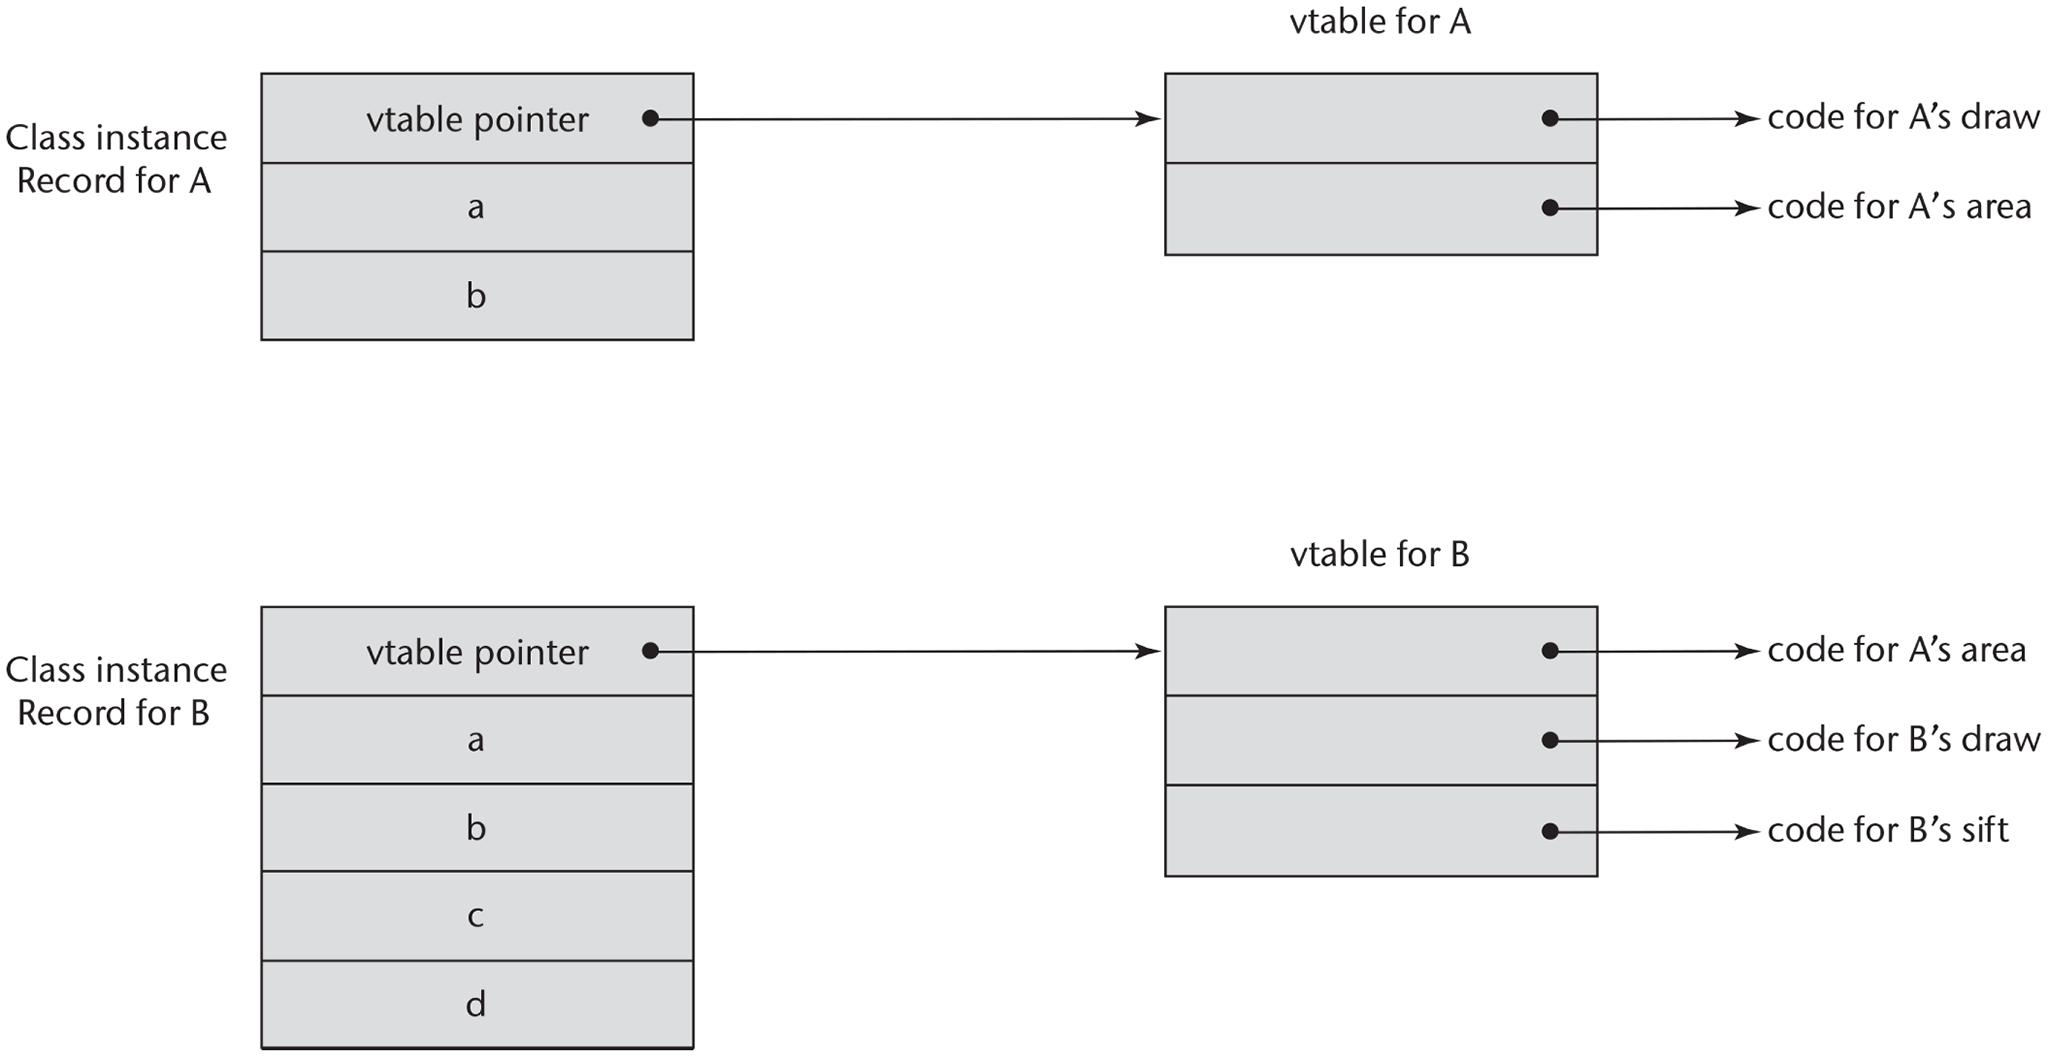 vtable for A
Class instance
Record for A
vtable pointer
a
b
code for A’s draw
code for A’s area
vtable for B
Class instance
Record for B
vtable pointer
a
b
c
d
code for A’s area
code for B’s draw
code for B’s sift